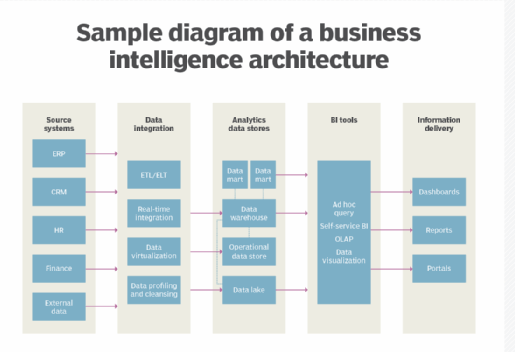 Sample diagram of a business
intelligence architecture
Source
systems
ERP
CRM
HR
Finance
External
data
Data
integration
ETL/ELT
Real-time
integration
Data
virtualization
Data profiling
and cleansing
Analytics
data stores
Data
mart
Data
mart
Data
warehouse
Operational
data store
Data lake
BI tools
Ad hoc
query
Self-service BI
OLAP
Data
visualization
Information
delivery
Dashboards
Reports
Portals